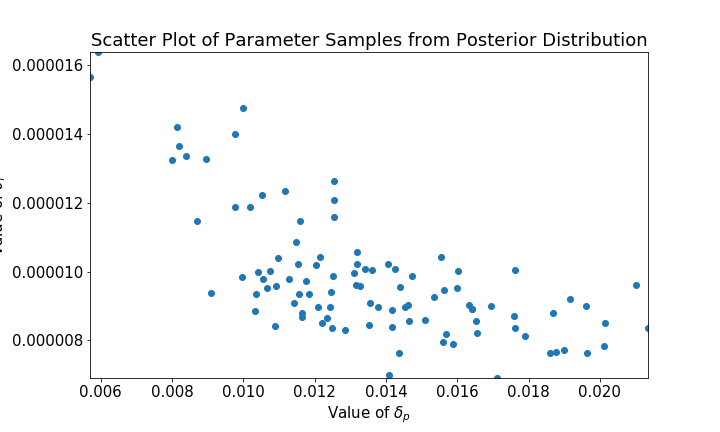 Scatter Plot of Parameter Samples from Posterior Distribution
0.000016
0.000014
0.000012
0.000010
0.000008
0.006 0.008 0.010 0.012 0.014 0.016 0.018 0.020
Value of δp